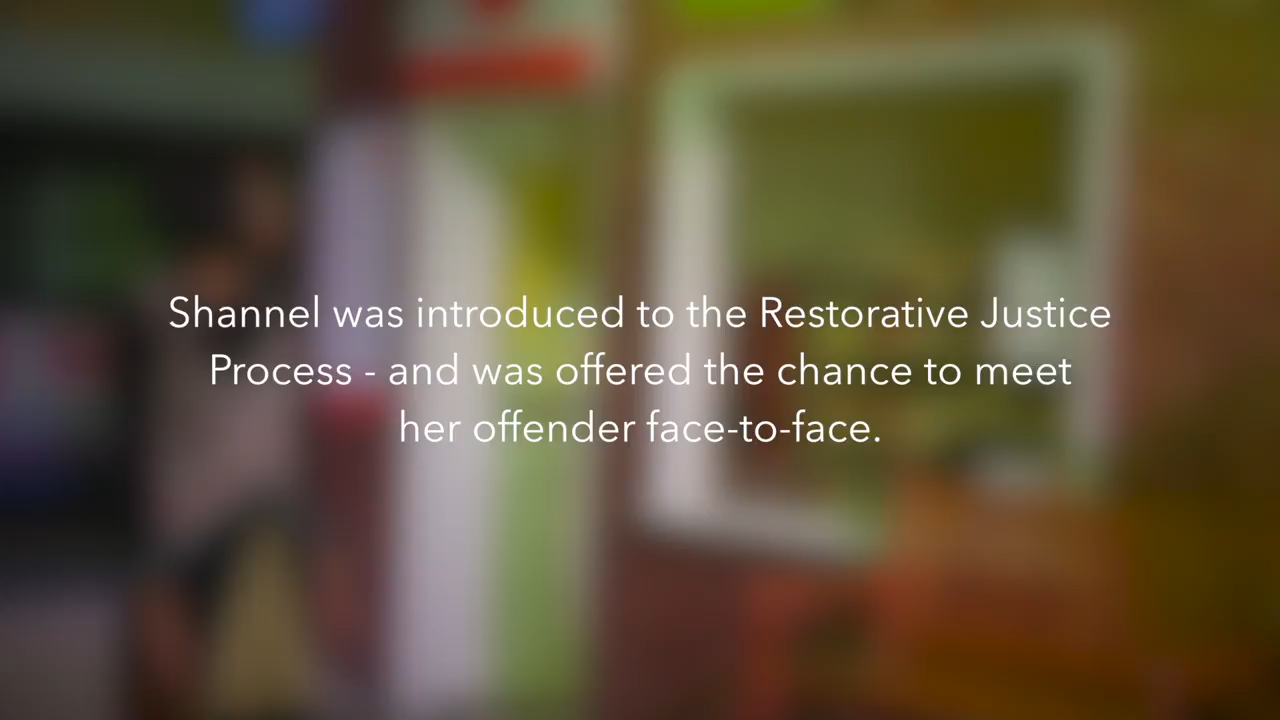 Shannel was introduced to the Restorative Justice
Process - and was offered the chance to meet
her offender face-to-face.